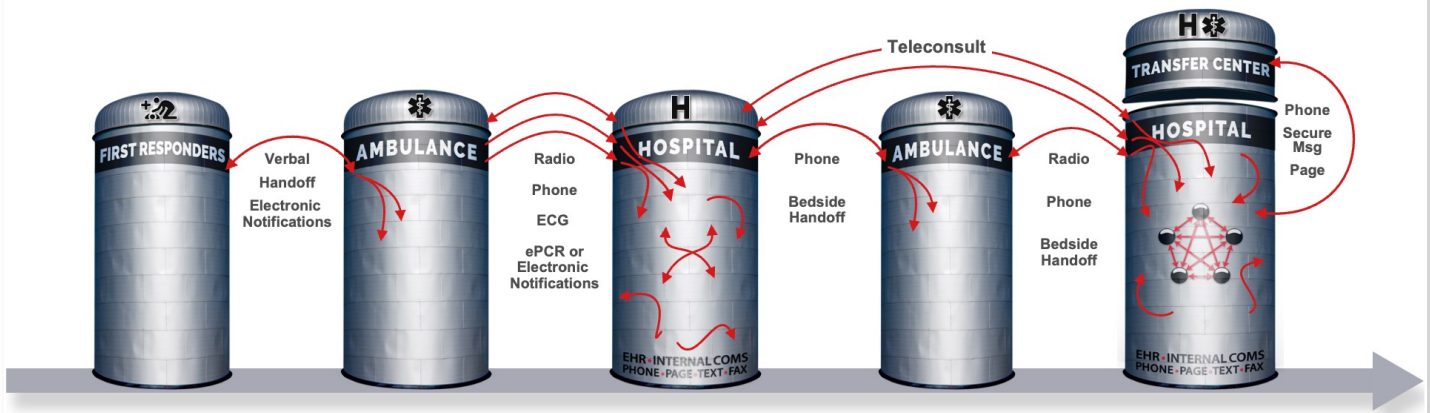 FIRST RESPONDERS
Verbal
Handoff
Electronic
Notifications
AMBULANCE
Radio
Phone
ECG
ePCR or
Electronic
Notifications
H
HOSPITAL
EHR•INTERNAL COMS
PHONE•PAGE•TEXT•FAX
Teleconsult
Phone
Bedside
Handoff
AMBULANCE
Radio
Phone
Bedside
Handoff
H
TRANSFER CENTER
HOSPITAL
EHR•INTERNAL COMS
PHONE•PAGE•TEXT•FAX
Phone
Secure
Msg
Page